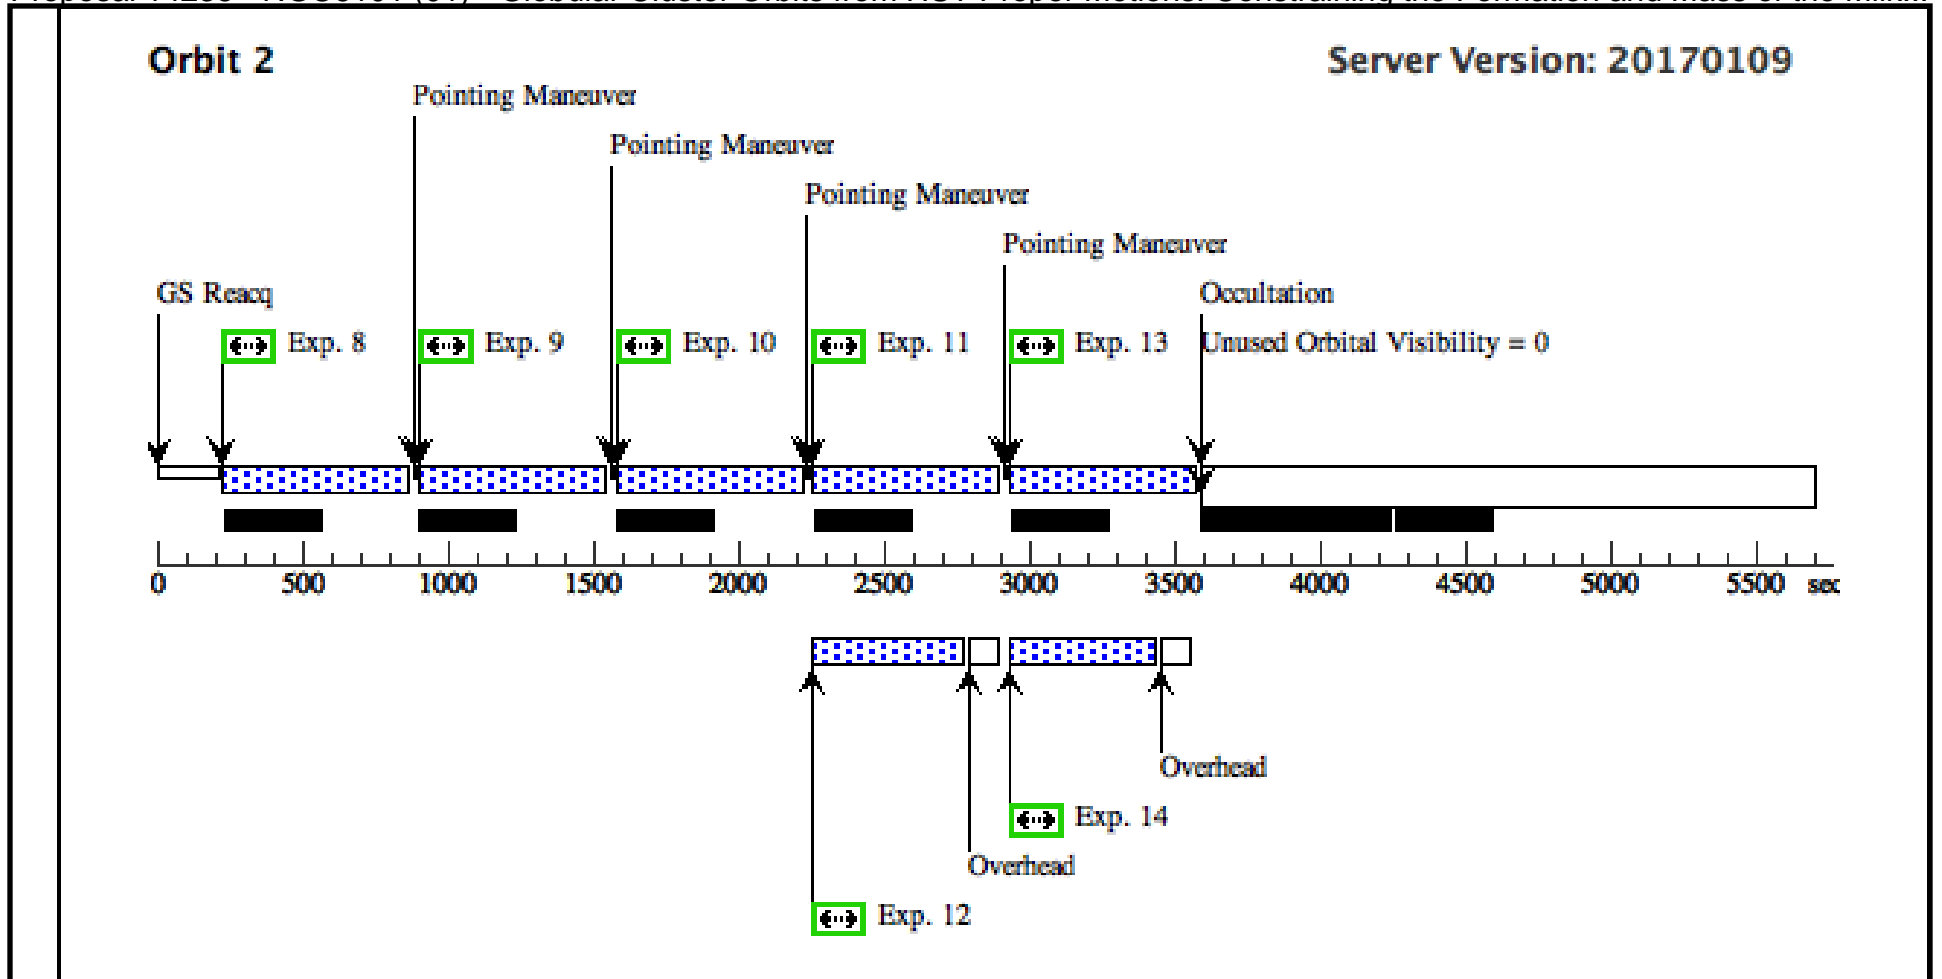 Orbit 2
Server Version: 20170109
Pointing Maneuver
Pointing Maneuver
Pointing Maneuver
Pointing Maneuver
GS Reacq
Occultation
Exp. 8
Exp. 9
Exp. 10
Exp. 11
Exp. 13
Unused Orbital Visibility = 0
0 500 1000 1500 2000 2500 3000 3500 4000 4500 5000 5500 sec
Overhead
Exp. 14
Overhead
Exp. 12